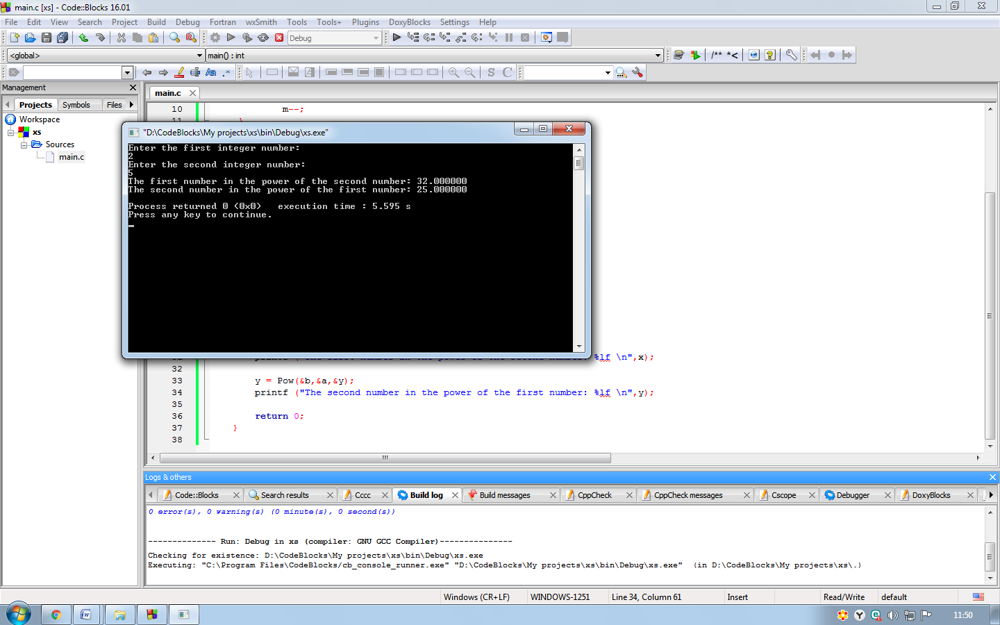 main.c [xs] - Code::Blocks 16.01
File Edit View Search Project Build Debug Fortran wxSmith Tools Tools+ Plugins DoxyBlocks Settings Help
Debug
<global> main() : int
/** *<
Aa .*
S C
Management
Projects Symbols Files
Workspace
xs
Sources
main.c
main.c
10 m--;
11 }
"D:\CodeBlocks\My projects\xs\bin\Debug\xs.exe"
Enter the first integer number:
2
Enter the second integer number:
5
The first number in the power of the second number: 32.000000
The second number in the power of the first number: 25.000000
Process returned 0 (0x0)   execution time : 5.595 s
Press any key to continue.
%lf \n",x);
32
33 y = Pow(&b,&a,&y);
34 printf ("The second number in the power of the first number: %lf \n",y);
35
36 return 0;
37 }
38
Logs & others
Code::Blocks Search results Cccc Build log Build messages CppCheck CppCheck messages Cscope Debugger DoxyBlocks
0 error(s), 0 warning(s) (0 minute(s), 0 second(s))
-------------- Run: Debug in xs (compiler: GNU GCC Compiler)---------------
Checking for existence: D:\CodeBlocks\My projects\xs\bin\Debug\xs.exe
Executing: "C:\Program Files\CodeBlocks/cb_console_runner.exe" "D:\CodeBlocks\My projects\xs\bin\Debug\xs.exe"  (in D:\CodeBlocks\My projects\xs\.)
Windows (CR+LF) WINDOWS-1251 Line 34, Column 61 Insert Read/Write default
11:50